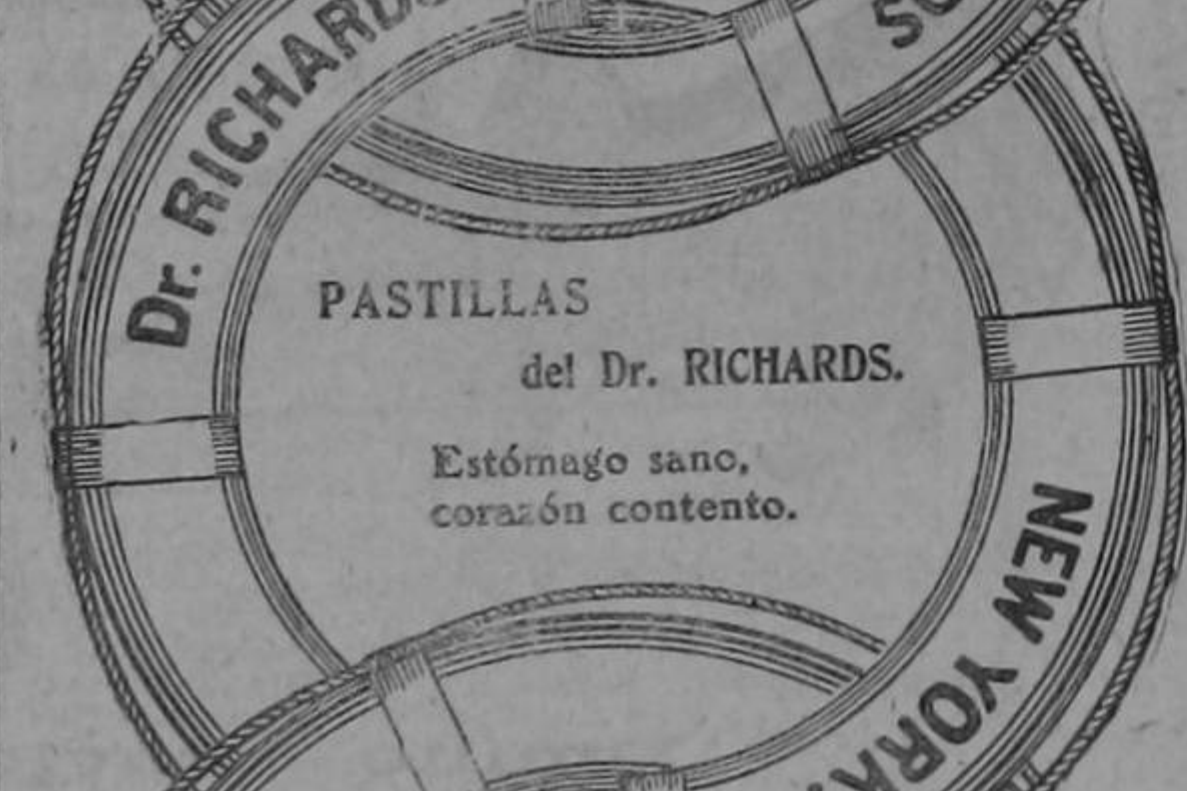 Dr. RICHARDS
PASTILLAS
del Dr. RICHARDS.
Estómago sano,
corazón contento.
NEW YORK.